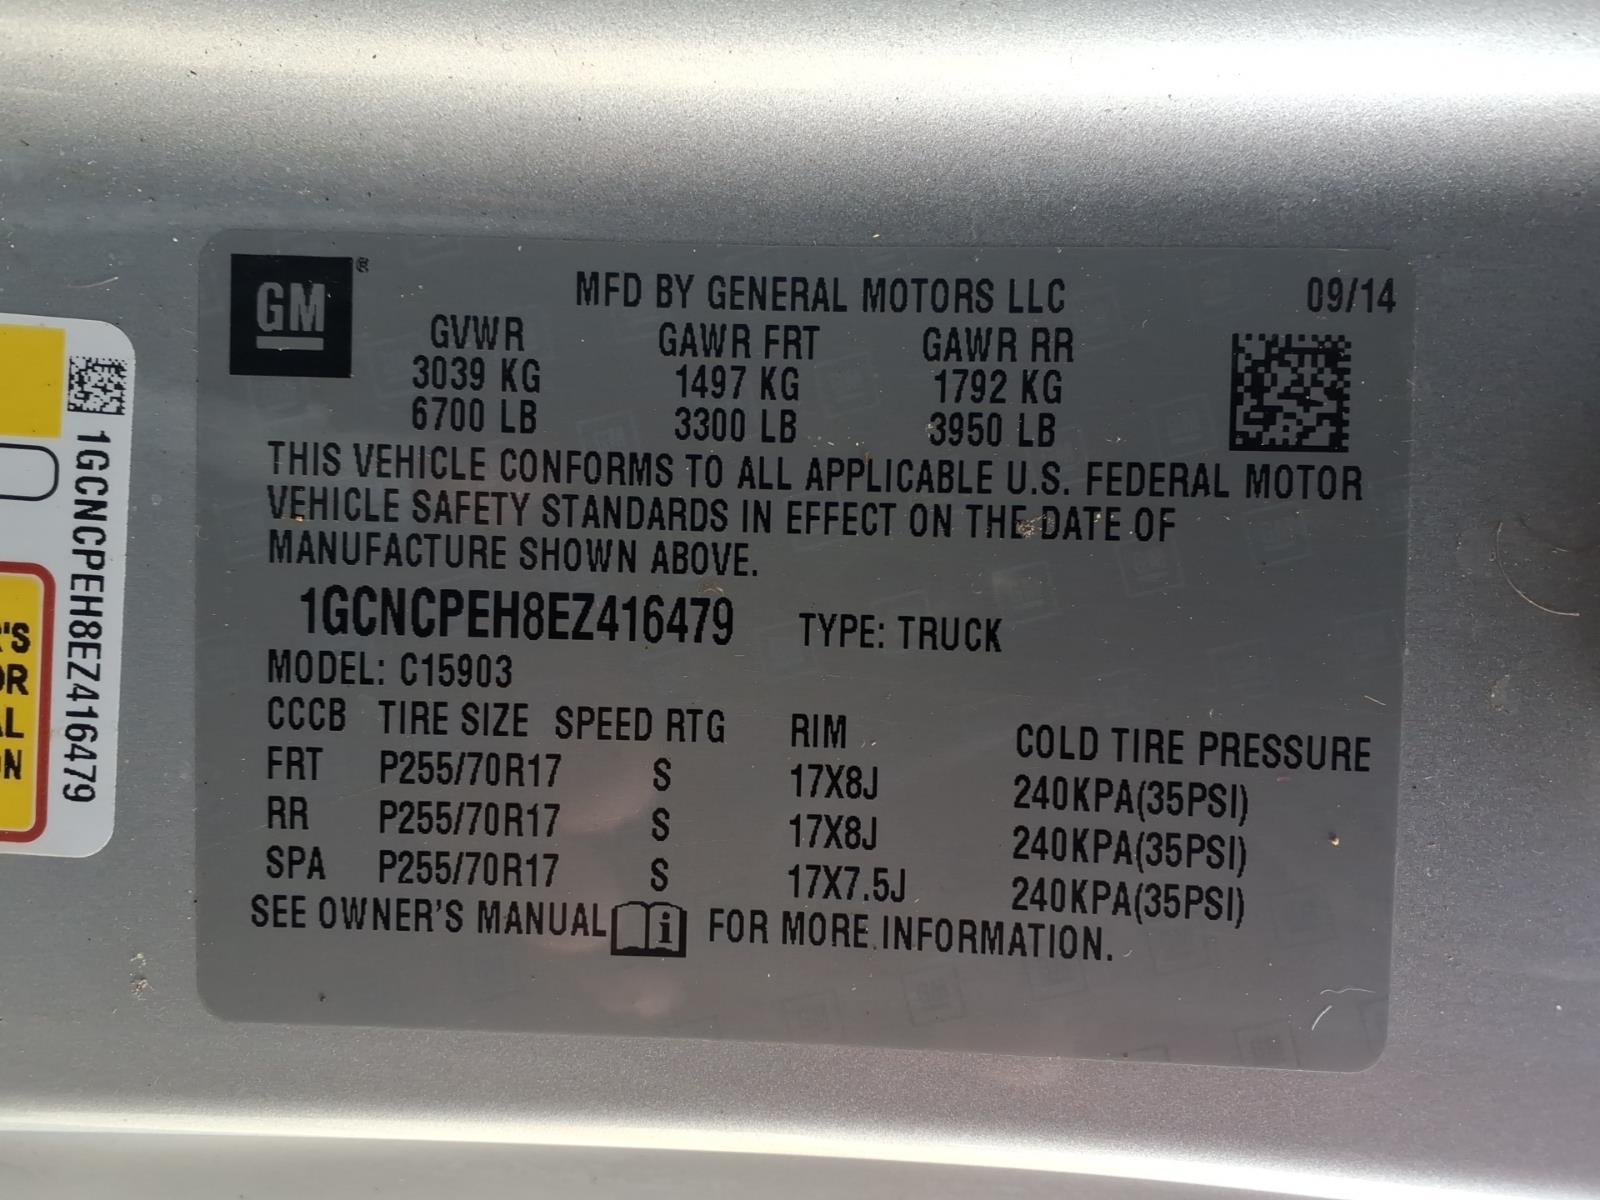 GM®
MFD BY GENERAL MOTORS LLC 09/14
GVWR GAWR FRT GAWR RR
3039 KG 1497 KG 1792 KG
6700 LB 3300 LB 3950 LB
THIS VEHICLE CONFORMS TO ALL APPLICABLE U.S. FEDERAL MOTOR
VEHICLE SAFETY STANDARDS IN EFFECT ON THE DATE OF
MANUFACTURE SHOWN ABOVE.
1GCNCPEH8EZ416479 TYPE: TRUCK
MODEL: C15903
CCCB TIRE SIZE SPEED RTG RIM COLD TIRE PRESSURE
FRT P255/70R17 S 17X8J 240KPA(35PSI)
RR P255/70R17 S 17X8J 240KPA(35PSI)
SPA P255/70R17 S 17X7.5J 240KPA(35PSI)
SEE OWNER'S MANUAL i FOR MORE INFORMATION.
1GCNCPEH8EZ416479
'S
OR
AL
ON